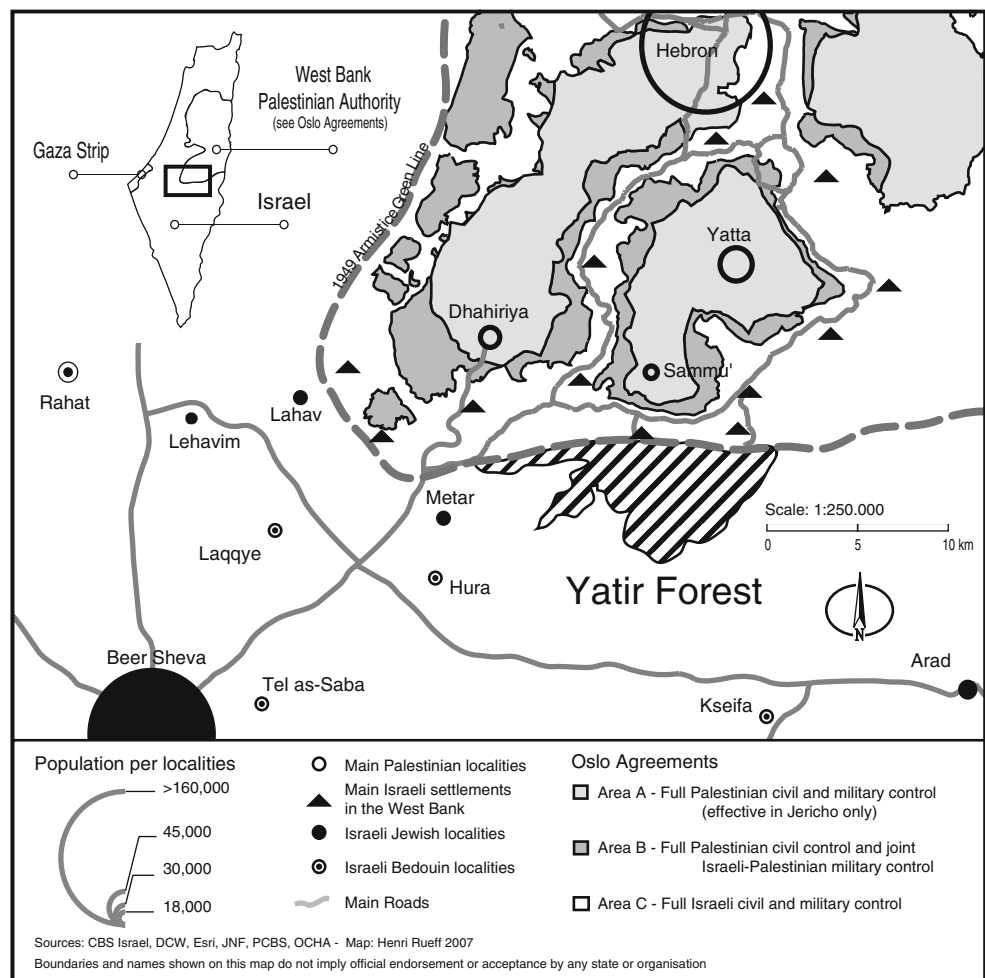 Hebron
West Bank
Palestinian Authority
(see Oslo Agreements)
Gaza Strip
Israel
1949 Armistice Green Line
Yatta
Dhahiriya
Sammu'
Rahat
Lahav
Lehavim
Metar
Scale: 1:250.000
0 5 10 km
Laqqye
Hura
Yatir Forest
N
Beer Sheva
Arad
Tel as-Saba
Kseifa
Population per localities
>160,000
45,000
30,000
18,000
Main Palestinian localities
Main Israeli settlements
in the West Bank
Israeli Jewish localities
Israeli Bedouin localities
Main Roads
Oslo Agreements
Area A - Full Palestinian civil and military control
(effective in Jericho only)
Area B - Full Palestinian civil control and joint
Israeli-Palestinian military control
Area C - Full Israeli civil and military control
Sources: CBS Israel, DCW, Esri, JNF, PCBS, OCHA - Map: Henri Rueff 2007
Boundaries and names shown on this map do not imply official endorsement or acceptance by any state or organisation